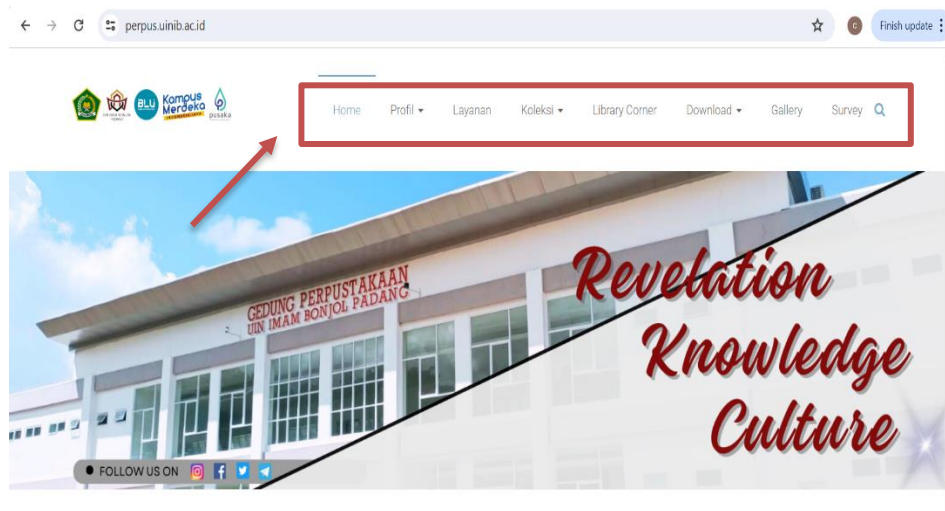 perpus.uinib.ac.id
Finish update
BLU
Kampus
Merdeka
pusaka
Home Profil Layanan Koleksi Library Corner Download Gallery Survey
GEDUNG PERPUSTAKAAN
UIN IMAM BONJOL PADANG
Revelation
Knowledge
Culture
FOLLOW US ON